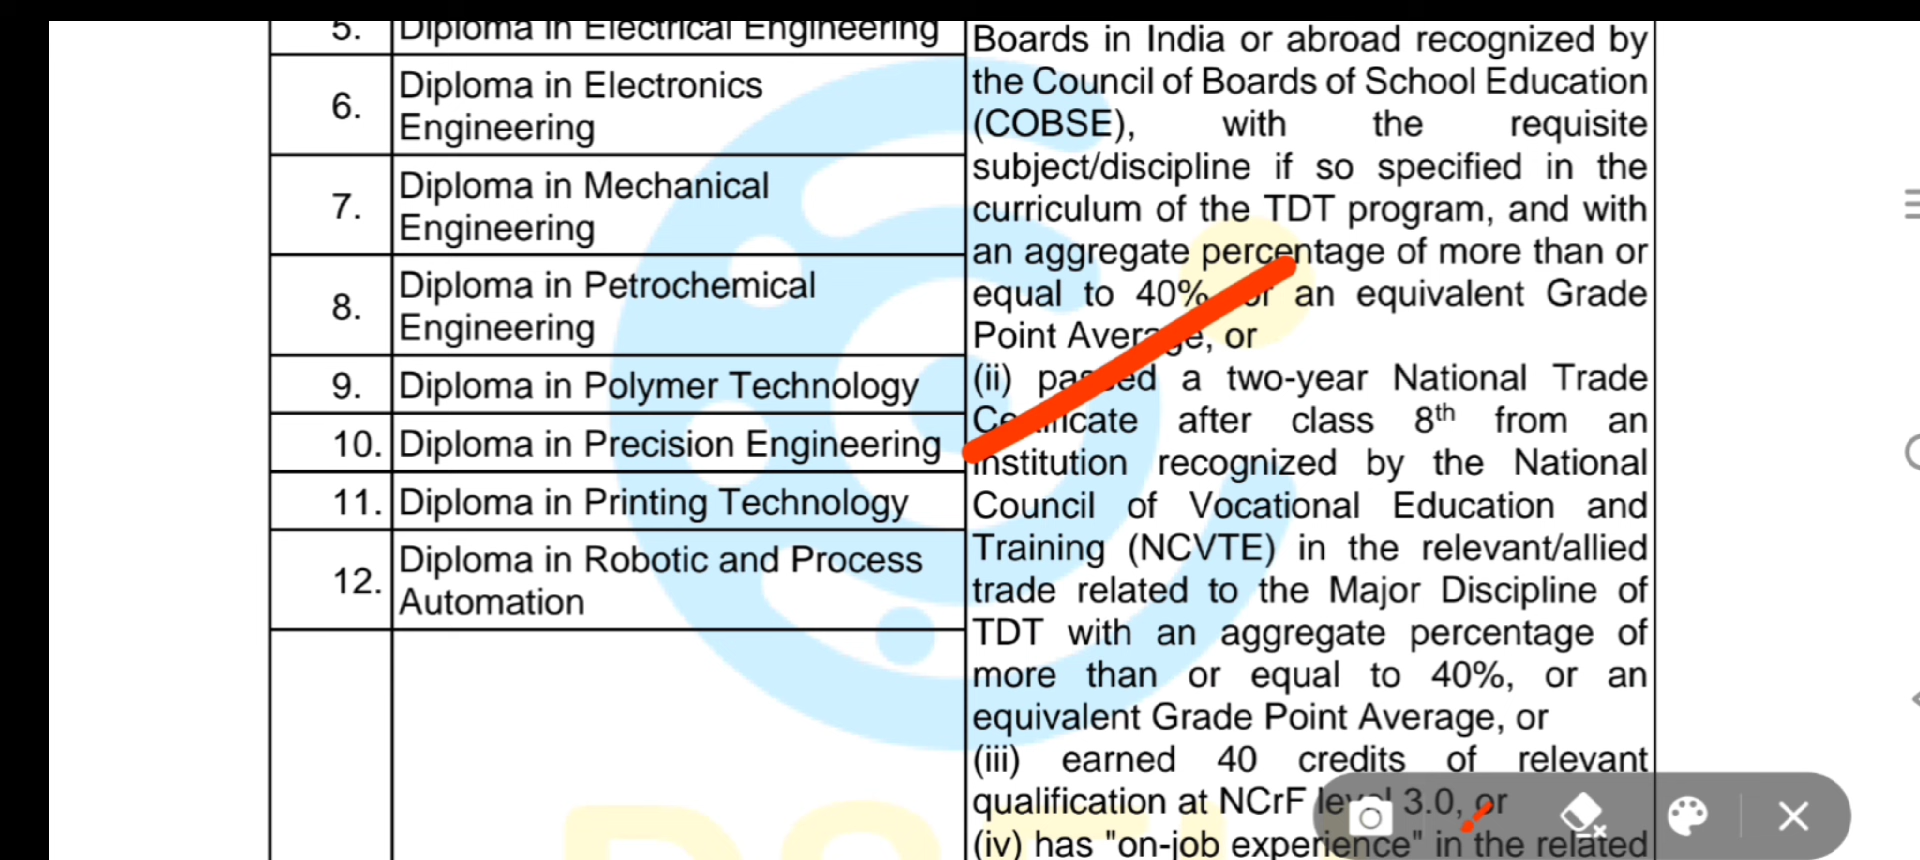 5. Diploma in Electrical Engineering
6. Diploma in Electronics
Engineering
7. Diploma in Mechanical
Engineering
8. Diploma in Petrochemical
Engineering
9. Diploma in Polymer Technology
10. Diploma in Precision Engineering
11. Diploma in Printing Technology
12. Diploma in Robotic and Process
Automation
Boards in India or abroad recognized by
the Council of Boards of School Education
(COBSE), with the requisite
subject/discipline if so specified in the
curriculum of the TDT program, and with
an aggregate percentage of more than or
equal to 40%, or an equivalent Grade
Point Average, or
(ii) passed a two-year National Trade
Certificate after class 8th from an
institution recognized by the National
Council of Vocational Education and
Training (NCVTE) in the relevant/allied
trade related to the Major Discipline of
TDT with an aggregate percentage of
more than or equal to 40%, or an
equivalent Grade Point Average, or
(iii) earned 40 credits of relevant
qualification at NCrF level 3.0, or
(iv) has "on-job experience" in the related